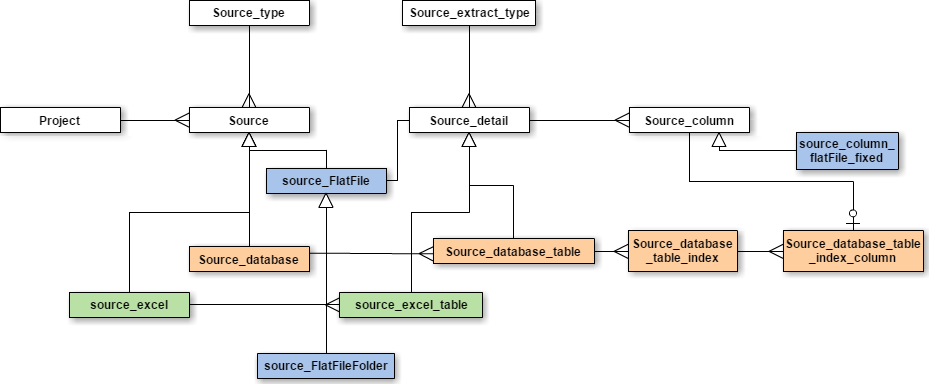 Source_type
Source_extract_type
Project
Source
Source_detail
Source_column
source_column_
flatFile_fixed
source_FlatFile
Source_database
Source_database_table
Source_database
_table_index
Source_database_table
_index_column
source_excel
source_excel_table
source_FlatFileFolder